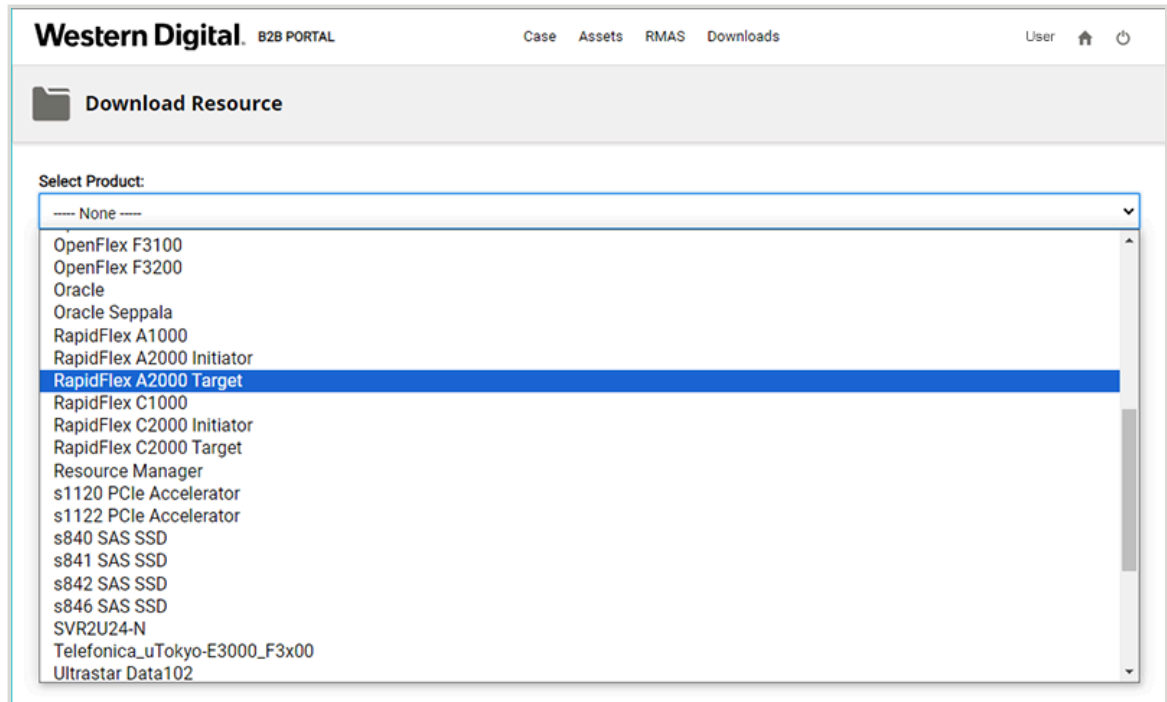 Western Digital. B2B PORTAL Case Assets RMAS Downloads User
Download Resource
Select Product:
----- None -----
OpenFlex F3100
OpenFlex F3200
Oracle
Oracle Seppala
RapidFlex A1000
RapidFlex A2000 Initiator
RapidFlex A2000 Target
RapidFlex C1000
RapidFlex C2000 Initiator
RapidFlex C2000 Target
Resource Manager
s1120 PCIe Accelerator
s1122 PCIe Accelerator
s840 SAS SSD
s841 SAS SSD
s842 SAS SSD
s846 SAS SSD
SVR2U24-N
Telefonica_uTokyo-E3000_F3x00
Ultrastar Data102